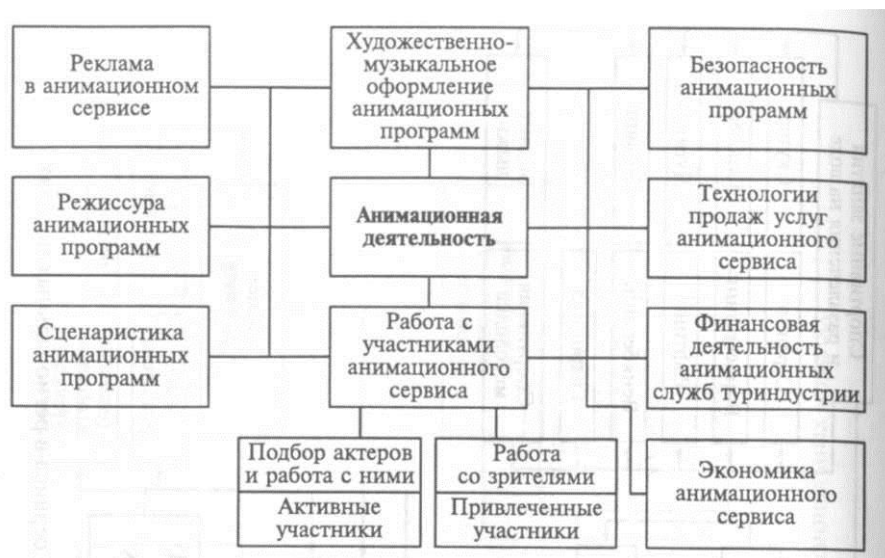 Реклама
в анимационном
сервисе
Художественно-
музыкальное
оформление
анимационных
программ
Безопасность
анимационных
программ
Режиссура
анимационных
программ
Анимационная
деятельность
Технологии
продаж услуг
анимационного
сервиса
Сценаристика
анимационных
программ
Работа с
участниками
анимационного
сервиса
Финансовая
деятельность
анимационных
служб туриндустрии
Подбор актеров
и работа с ними
Активные
участники
Работа
со зрителями
Привлеченные
участники
Экономика
анимационного
сервиса